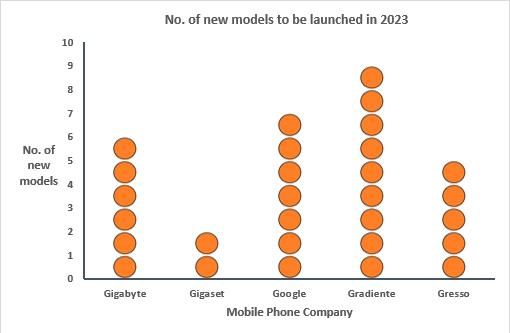 No. of new models to be launched in 2023
10
9
8
7
6
5
4
3
2
1
0
No. of
new
models
Gigabyte
Gigaset
Google
Gradiente
Gresso
Mobile Phone Company